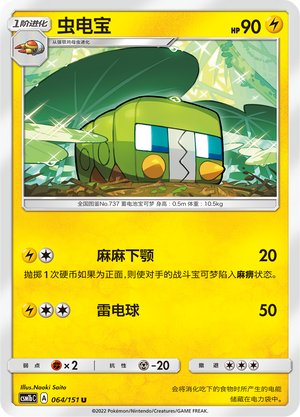 1阶进化
虫电宝
HP90
从强颚鸡母虫进化
全国图鉴No.737 蓄电池宝可梦 身高：0.5m 体重：10.5kg
麻麻下颚 20
抛掷1次硬币如果为正面，则使对手的战斗宝可梦陷入麻痹状态。
雷电球 50
弱点 ×2 抗性 -20 撤退
Illus.Naoki Saito
CSM1b C A 064/151 U
会将消化吃下的食物时所产生的电能
储藏在电力袋中。
©2022 Pokémon/Nintendo/Creatures/GAME FREAK.